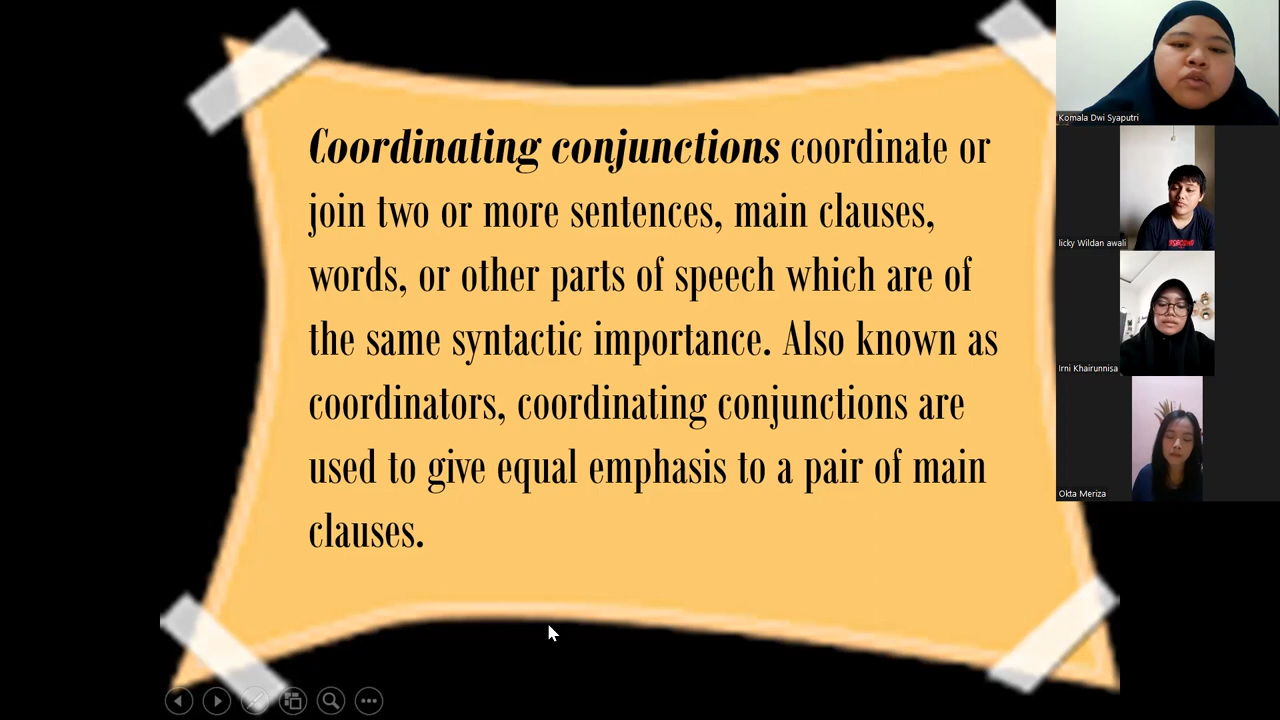 Coordinating conjunctions coordinate or
join two or more sentences, main clauses,
words, or other parts of speech which are of
the same syntactic importance. Also known as
coordinators, coordinating conjunctions are
used to give equal emphasis to a pair of main
clauses.
Komala Dwi Syaputri
licky Wildan awali
Irni Khairunnisa
Okta Meriza